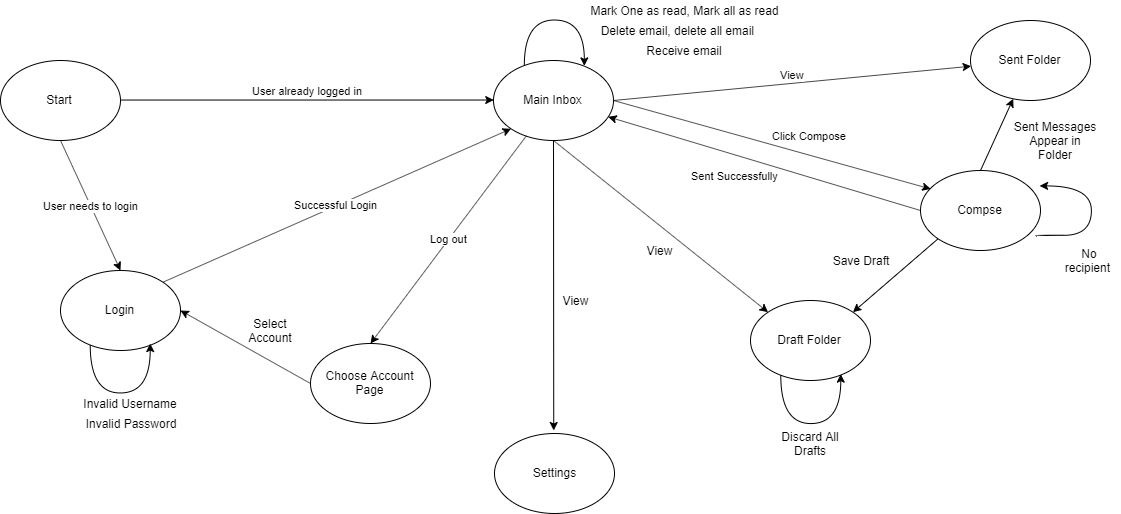 Mark One as read, Mark all as read
Delete email, delete all email
Receive email
Sent Folder
View
Start
User already logged in
Main Inbox
Click Compose
Sent Messages
Appear in
Folder
Sent Successfully
User needs to login
Successful Login
Compse
Log out
View
Save Draft
No
recipient
Login
Select
Account
View
Draft Folder
Choose Account
Page
Invalid Username
Invalid Password
Discard All
Drafts
Settings